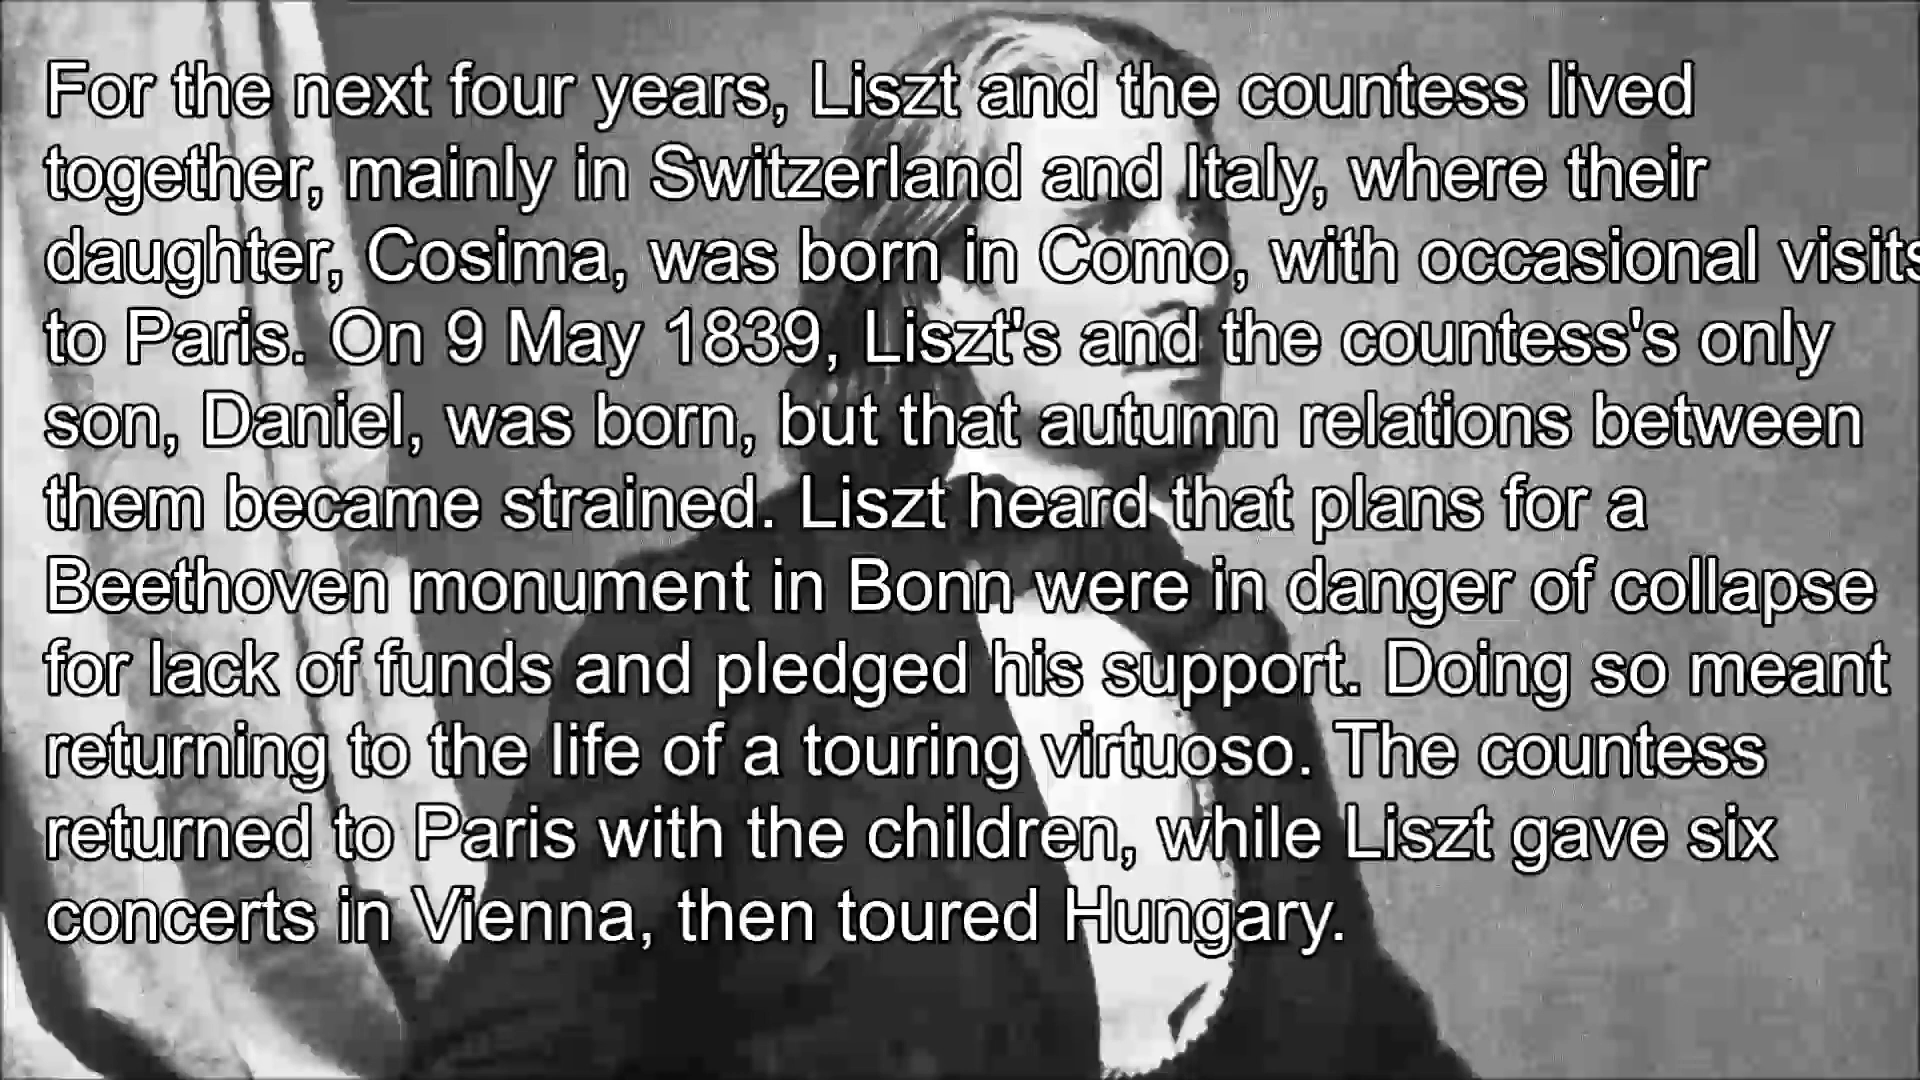 For the next four years, Liszt and the countess lived
together, mainly in Switzerland and Italy, where their
daughter, Cosima, was born in Como, with occasional visits
to Paris. On 9 May 1839, Liszt's and the countess's only
son, Daniel, was born, but that autumn relations between
them became strained. Liszt heard that plans for a
Beethoven monument in Bonn were in danger of collapse
for lack of funds and pledged his support. Doing so meant
returning to the life of a touring virtuoso. The countess
returned to Paris with the children, while Liszt gave six
concerts in Vienna, then toured Hungary.